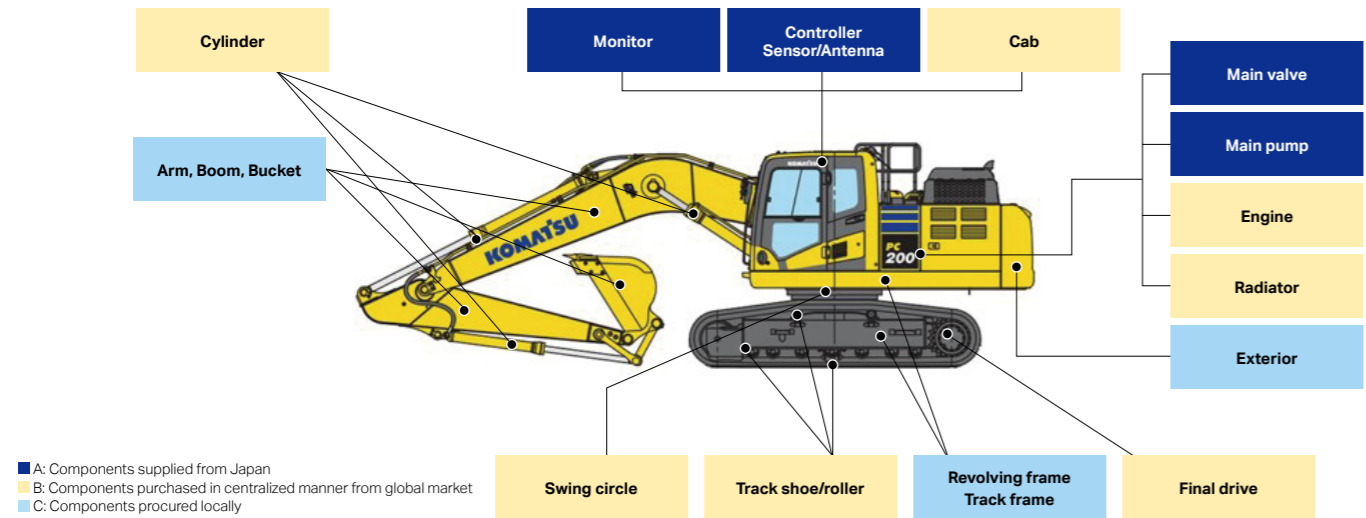 Cylinder
Monitor
Controller
Sensor/Antenna
Cab
Main valve
Main pump
Arm, Boom, Bucket
Engine
Radiator
Exterior
KOMATSU
KOMATSU
PC
200
Swing circle
Track shoe/roller
Revolving frame
Track frame
Final drive
A: Components supplied from Japan
B: Components purchased in centralized manner from global market
C: Components procured locally